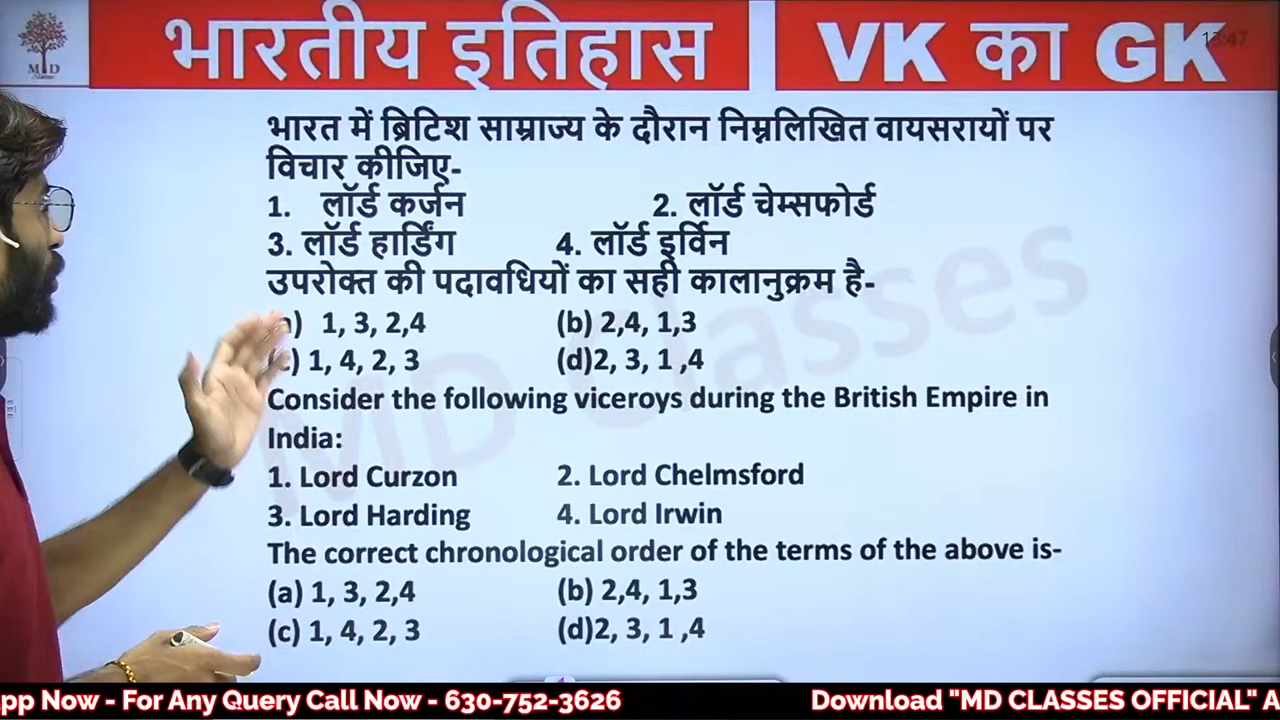 भारतीय इतिहास
VK का GK
13:47
M D
Classes
भारत में ब्रिटिश साम्राज्य के दौरान निम्नलिखित वायसरायों पर
विचार कीजिए-
1. लॉर्ड कर्जन 2. लॉर्ड चेम्सफोर्ड
3. लॉर्ड हार्डिंग 4. लॉर्ड इर्विन
उपरोक्त की पदावधियों का सही कालानुक्रम है-
) 1, 3, 2,4 (b) 2,4, 1,3
) 1, 4, 2, 3 (d)2, 3, 1 ,4
Consider the following viceroys during the British Empire in
India:
1. Lord Curzon 2. Lord Chelmsford
3. Lord Harding 4. Lord Irwin
The correct chronological order of the terms of the above is-
(a) 1, 3, 2,4 (b) 2,4, 1,3
(c) 1, 4, 2, 3 (d)2, 3, 1 ,4
MD Classes
pp Now - For Any Query Call Now - 630-752-3626 Download "MD CLASSES OFFICIAL" A